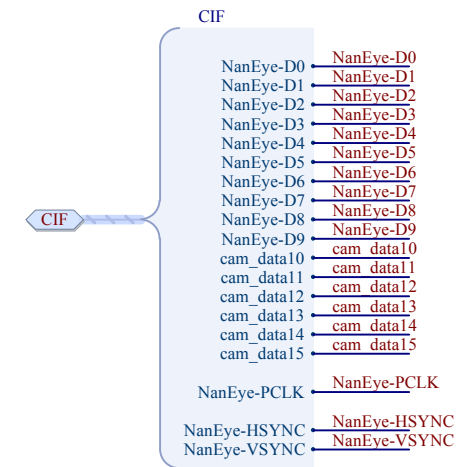 CIF
NanEye-D0 NanEye-D0
NanEye-D1 NanEye-D1
NanEye-D2 NanEye-D2
NanEye-D3 NanEye-D3
NanEye-D4 NanEye-D4
NanEye-D5 NanEye-D5
NanEye-D6 NanEye-D6
NanEye-D7 NanEye-D7
CIF
NanEye-D8 NanEye-D8
NanEye-D9 NanEye-D9
cam_data10 cam_data10
cam_data11 cam_data11
cam_data12 cam_data12
cam_data13 cam_data13
cam_data14 cam_data14
cam_data15 cam_data15
NanEye-PCLK NanEye-PCLK
NanEye-HSYNC NanEye-HSYNC
NanEye-VSYNC NanEye-VSYNC